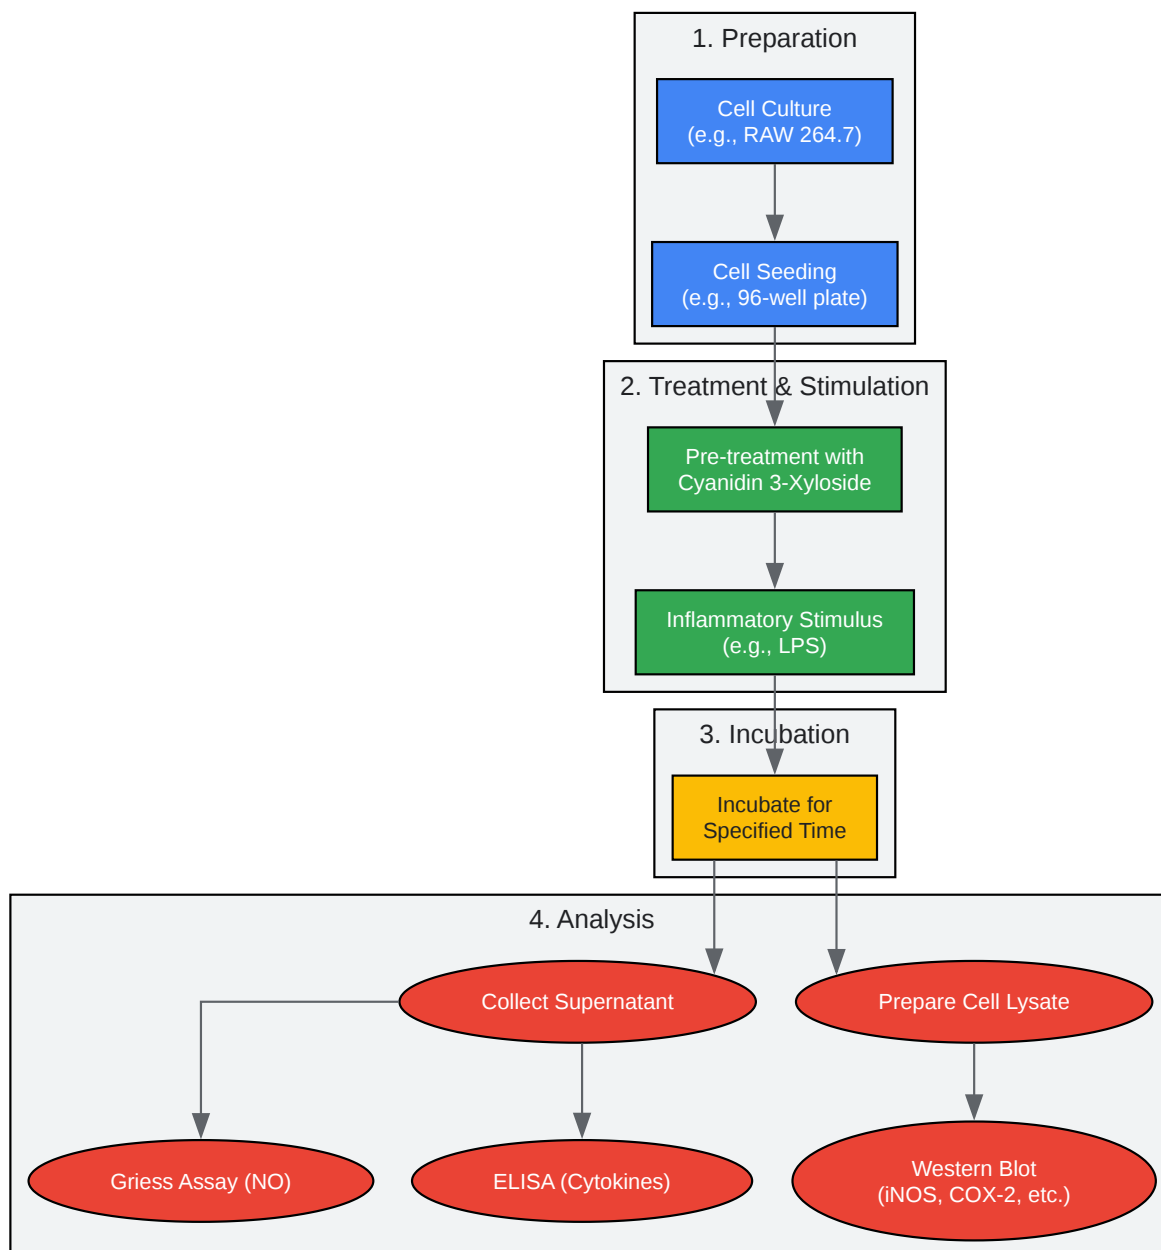 1. Preparation
Cell Culture
(e.g., RAW 264.7)
Cell Seeding
(e.g., 96-well plate)
2. Treatment & Stimulation
Pre-treatment with
Cyanidin 3-Xyloside
Inflammatory Stimulus
(e.g., LPS)
3. Incubation
Incubate for
Specified Time
4. Analysis
Collect Supernatant
Prepare Cell Lysate
Griess Assay (NO)
ELISA (Cytokines)
Western Blot
(iNOS, COX-2, etc.)